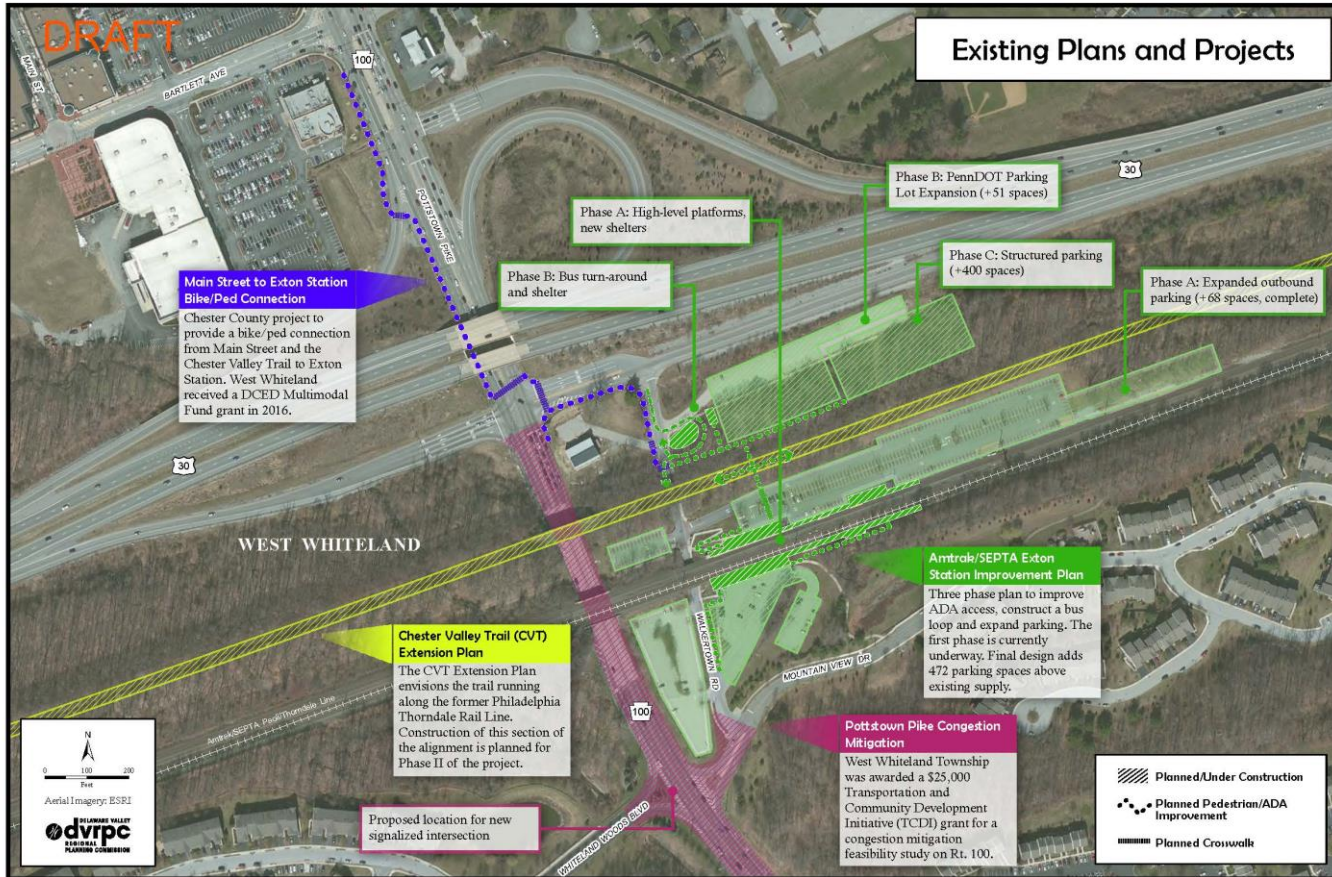 DRAFT
Existing Plans and Projects
MAIN ST
BARTLETT AVE
100
POTTSTOWN PIKE
30
Phase B: PennDOT Parking
Lot Expansion (+51 spaces)
Phase A: High-level platforms,
new shelters
Phase C: Structured parking
(+400 spaces)
Phase B: Bus turn-around
and shelter
Phase A: Expanded outbound
parking (+68 spaces, complete)
Main Street to Exton Station
Bike/Ped Connection
Chester County project to
provide a bike/ped connection
from Main Street and the
Chester Valley Trail to Exton
Station. West Whiteland
received a DCED Multimodal
Fund grant in 2016.
30
WEST WHITELAND
Amtrak/SEPTA Exton
Station Improvement Plan
Three phase plan to improve
ADA access, construct a bus
loop and expand parking. The
first phase is currently
underway. Final design adds
472 parking spaces above
existing supply.
Chester Valley Trail (CVT)
Extension Plan
The CVT Extension Plan
envisions the trail running
along the former Philadelphia
Thorndale Rail Line.
Construction of this section of
the alignment is planned for
Phase II of the project.
WALKERTOWN RD
MOUNTAIN VIEW DR
100
Amtrak/SEPTA Paoli/Thorndale Line
Pottstown Pike Congestion
Mitigation
West Whiteland Township
was awarded a $25,000
Transportation and
Community Development
Initiative (TCDI) grant for a
congestion mitigation
feasibility study on Rt. 100.
Proposed location for new
signalized intersection
WHITELAND WOODS BLVD
N
0 100 200
Feet
Aerial Imagery: ESRI
DELAWARE VALLEY
dvrpc
REGIONAL
PLANNING COMMISSION
Planned/Under Construction
Planned Pedestrian/ADA
Improvement
Planned Crosswalk